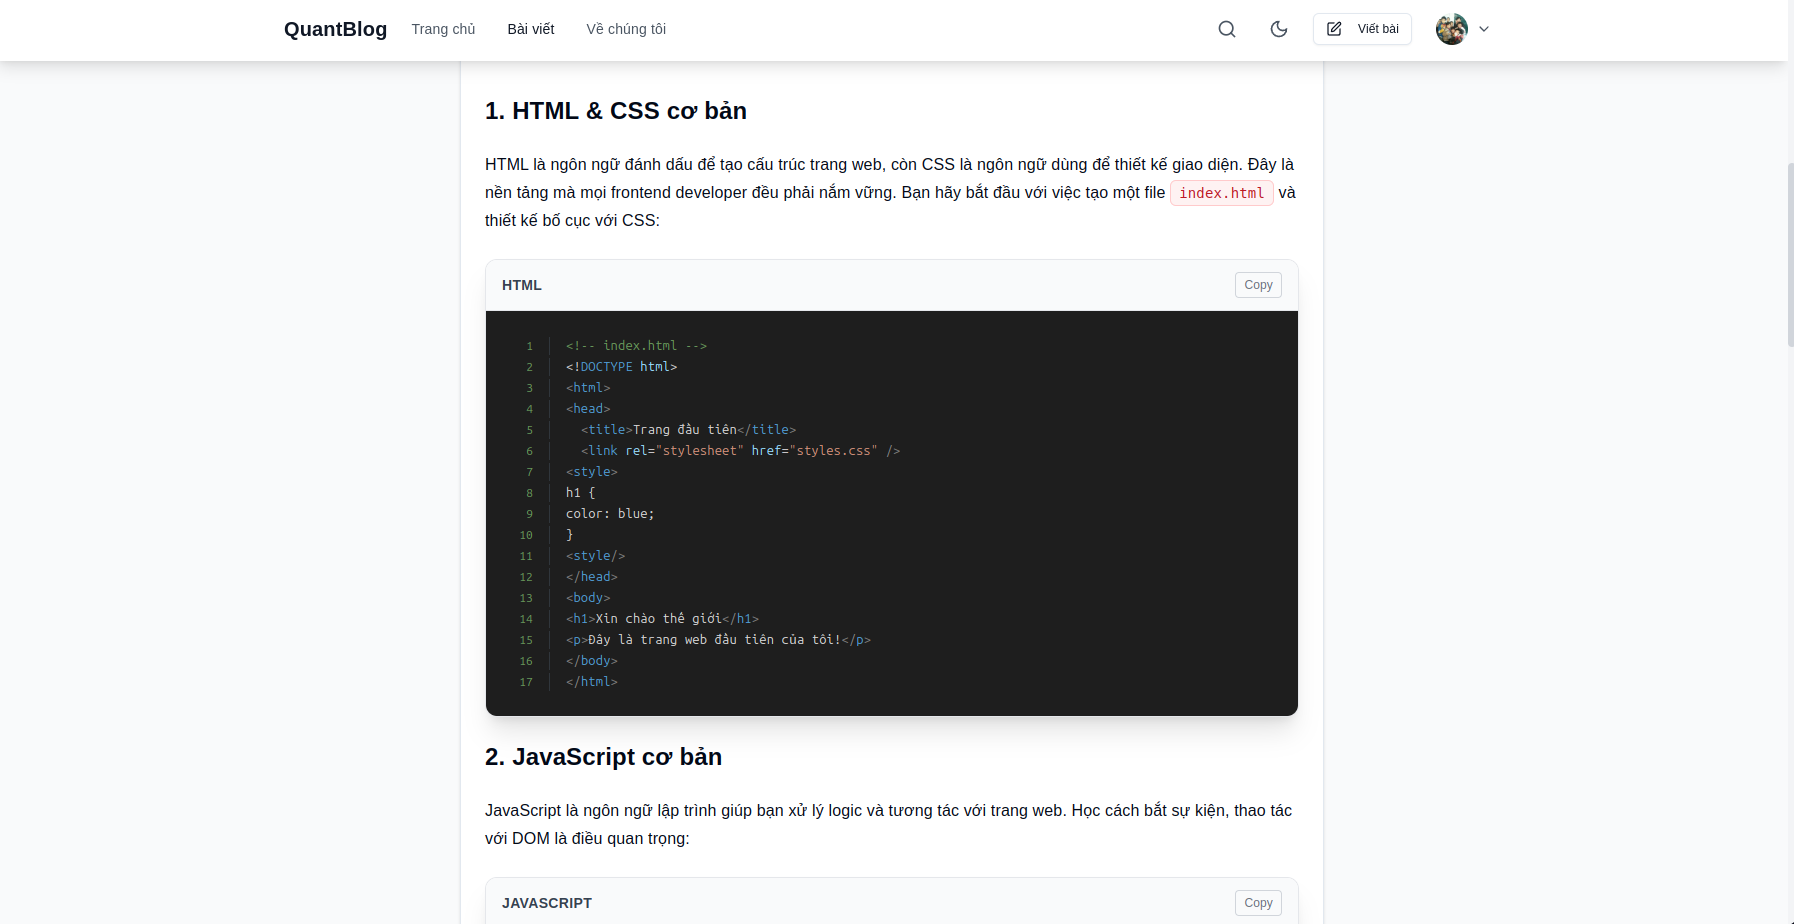 QuantBlog Trang chủ Bài viết Về chúng tôi Viết bài
1. HTML & CSS cơ bản
HTML là ngôn ngữ đánh dấu để tạo cấu trúc trang web, còn CSS là ngôn ngữ dùng để thiết kế giao diện. Đây là
nền tảng mà mọi frontend developer đều phải nắm vững. Bạn hãy bắt đầu với việc tạo một file index.html và
thiết kế bố cục với CSS:
HTML Copy
1 <!-- index.html -->
2 <!DOCTYPE html>
3 <html>
4 <head>
5   <title>Trang đầu tiên</title>
6   <link rel="stylesheet" href="styles.css" />
7 <style>
8 h1 {
9 color: blue;
10 }
11 <style/>
12 </head>
13 <body>
14 <h1>Xin chào thế giới</h1>
15 <p>Đây là trang web đầu tiên của tôi!</p>
16 </body>
17 </html>
2. JavaScript cơ bản
JavaScript là ngôn ngữ lập trình giúp bạn xử lý logic và tương tác với trang web. Học cách bắt sự kiện, thao tác
với DOM là điều quan trọng:
JAVASCRIPT Copy